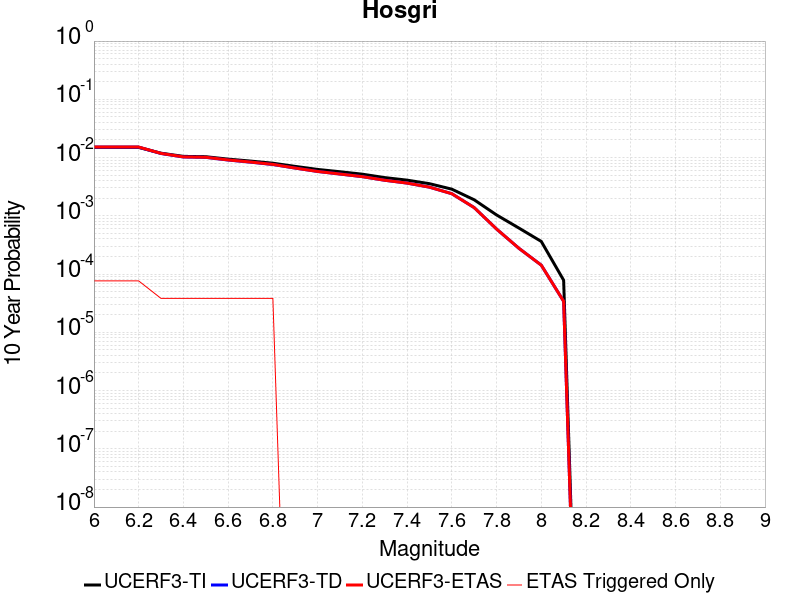 Hosgri
10 Year Probability
10^0
10^-1
10^-2
10^-3
10^-4
10^-5
10^-6
10^-7
10^-8
6 6.2 6.4 6.6 6.8 7 7.2 7.4 7.6 7.8 8 8.2 8.4 8.6 8.8 9
Magnitude
UCERF3-TI UCERF3-TD UCERF3-ETAS ETAS Triggered Only